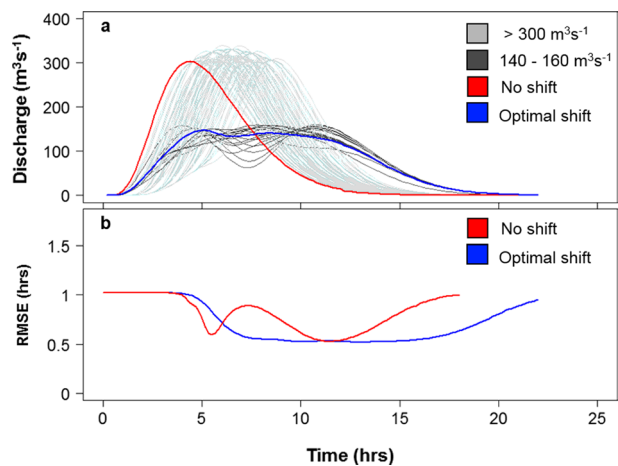 a
Discharge (m³s⁻¹)
400
300
200
100
0
> 300 m³s⁻¹
140 - 160 m³s⁻¹
No shift
Optimal shift
b
RMSE (hrs)
1.5
1
0.5
0
No shift
Optimal shift
0 5 10 15 20 25
Time (hrs)